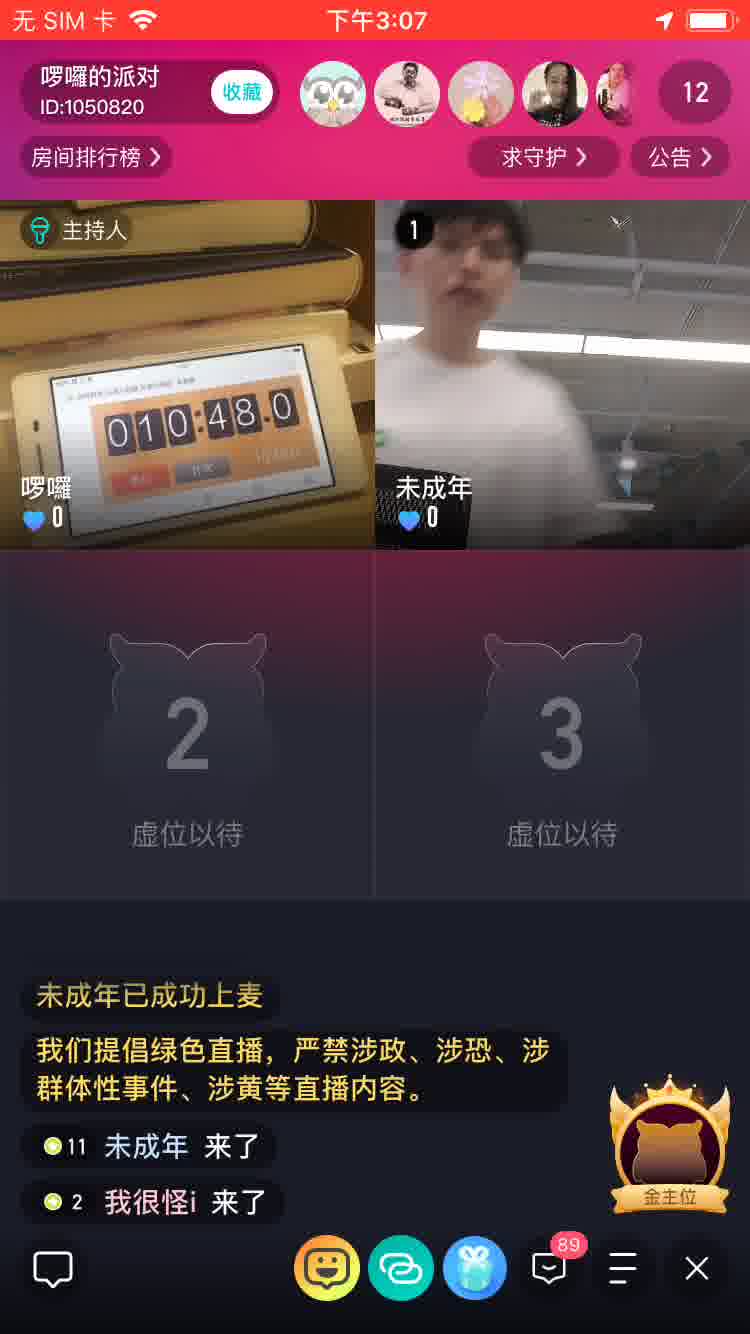 无 SIM 卡
下午3:07
啰囉的派对
ID:1050820
收藏
12
房间排行榜
求守护
公告
主持人
1
010:48.0
啰囉
0
未成年
0
2
3
虚位以待
虚位以待
未成年已成功上麦
我们提倡绿色直播，严禁涉政、涉恐、涉
群体性事件、涉黄等直播内容。
11 未成年 来了
2 我很怪i 来了
金主位
89